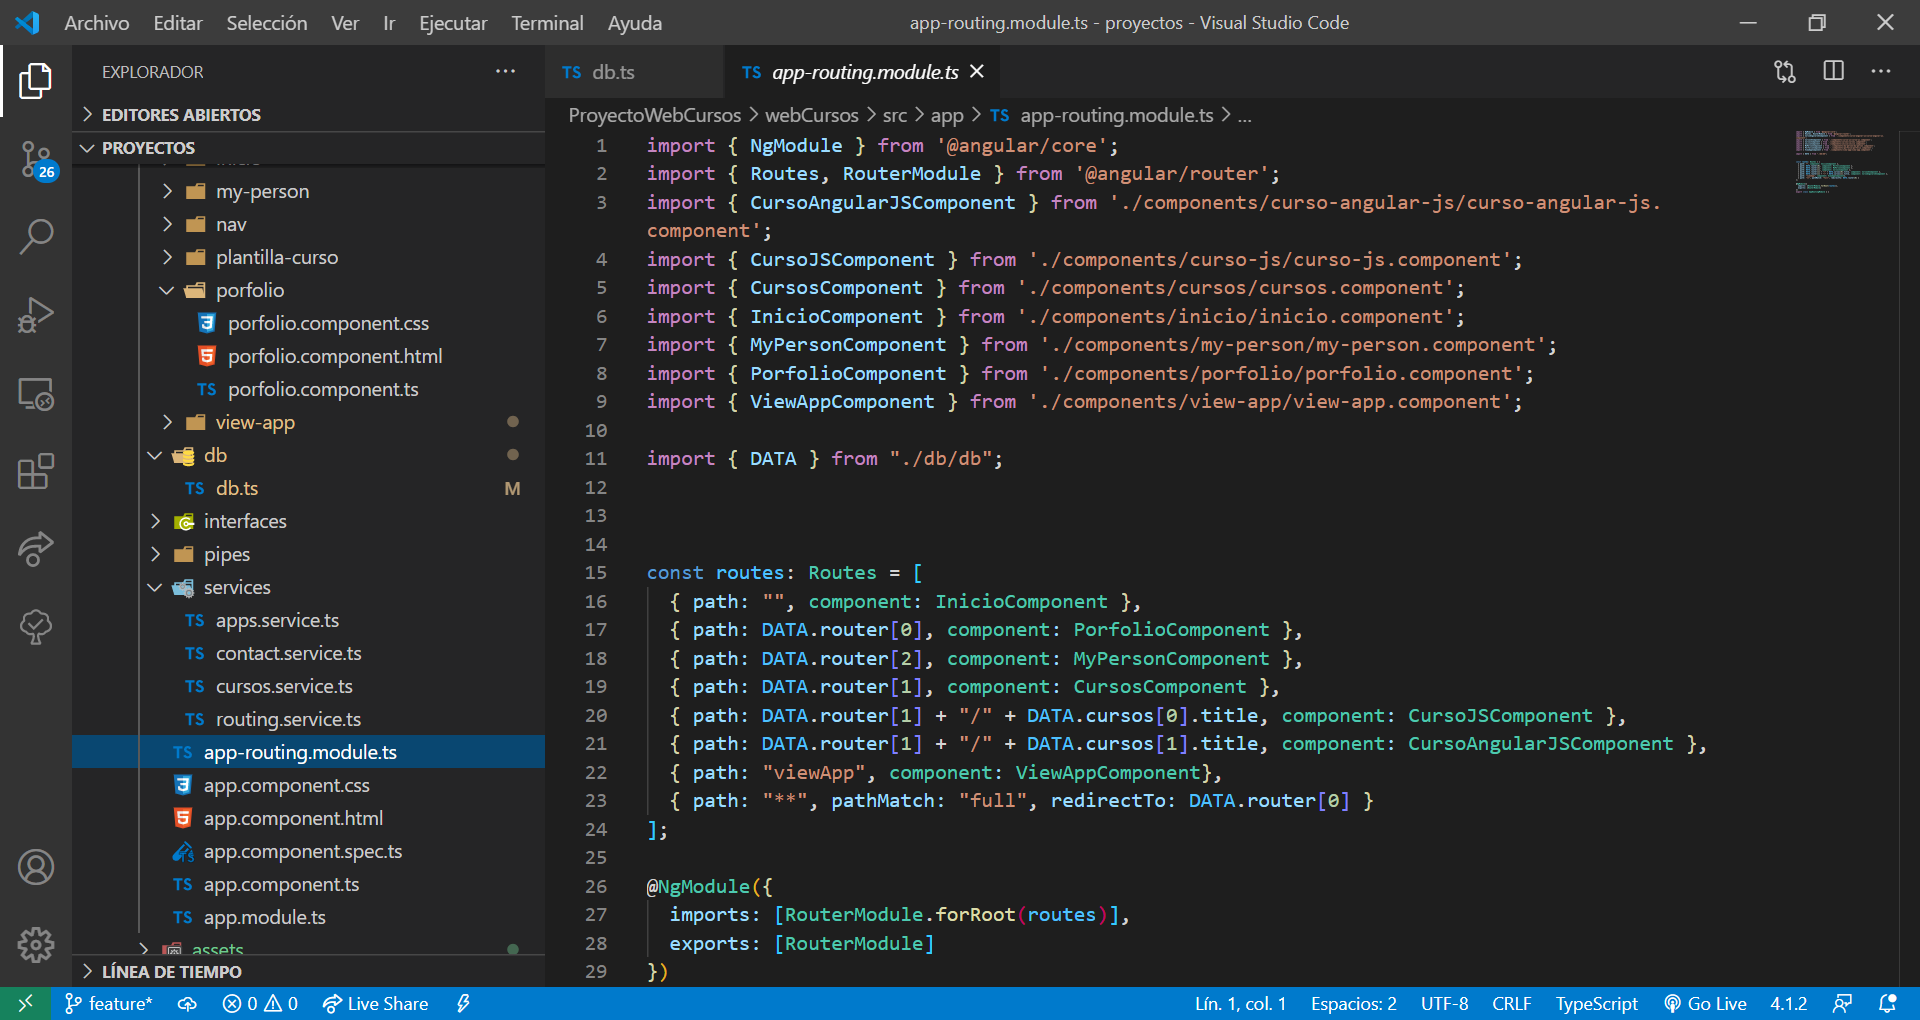 Archivo Editar Selección Ver Ir Ejecutar Terminal Ayuda
app-routing.module.ts - proyectos - Visual Studio Code
EXPLORADOR
EDITORES ABIERTOS
PROYECTOS
my-person
nav
plantilla-curso
porfolio
porfolio.component.css
porfolio.component.html
TS porfolio.component.ts
view-app
db
TS db.ts M
interfaces
pipes
services
TS apps.service.ts
TS contact.service.ts
TS cursos.service.ts
TS routing.service.ts
TS app-routing.module.ts
app.component.css
app.component.html
app.component.spec.ts
TS app.component.ts
TS app.module.ts
assets
LÍNEA DE TIEMPO
26
TS db.ts
TS app-routing.module.ts
ProyectoWebCursos > webCursos > src > app > TS app-routing.module.ts > ...
1 import { NgModule } from '@angular/core';
2 import { Routes, RouterModule } from '@angular/router';
3 import { CursoAngularJSComponent } from './components/curso-angular-js/curso-angular-js.
component';
4 import { CursoJSComponent } from './components/curso-js/curso-js.component';
5 import { CursosComponent } from './components/cursos/cursos.component';
6 import { InicioComponent } from './components/inicio/inicio.component';
7 import { MyPersonComponent } from './components/my-person/my-person.component';
8 import { PorfolioComponent } from './components/porfolio/porfolio.component';
9 import { ViewAppComponent } from './components/view-app/view-app.component';
10
11 import { DATA } from "./db/db";
12
13
14
15 const routes: Routes = [
16 { path: "", component: InicioComponent },
17 { path: DATA.router[0], component: PorfolioComponent },
18 { path: DATA.router[2], component: MyPersonComponent },
19 { path: DATA.router[1], component: CursosComponent },
20 { path: DATA.router[1] + "/" + DATA.cursos[0].title, component: CursoJSComponent },
21 { path: DATA.router[1] + "/" + DATA.cursos[1].title, component: CursoAngularJSComponent },
22 { path: "viewApp", component: ViewAppComponent},
23 { path: "**", pathMatch: "full", redirectTo: DATA.router[0] }
24 ];
25
26 @NgModule({
27 imports: [RouterModule.forRoot(routes)],
28 exports: [RouterModule]
29 })
feature* 0 0 Live Share
Lín. 1, col. 1 Espacios: 2 UTF-8 CRLF TypeScript Go Live 4.1.2